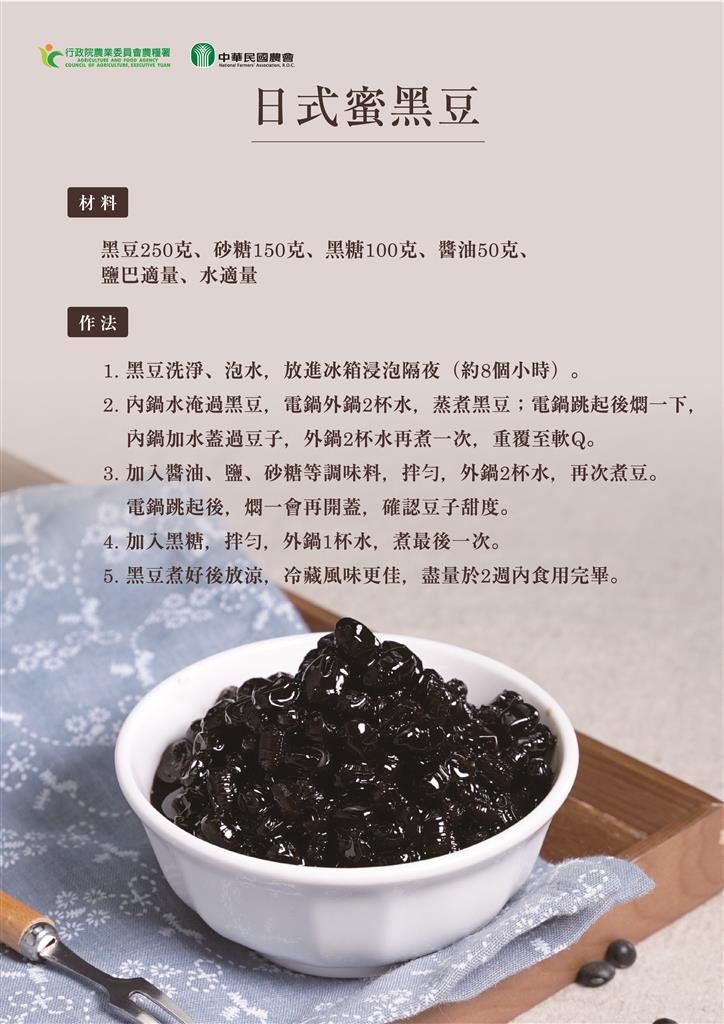 行政院農業委員會農糧署
AGRICULTURE AND FOOD AGENCY
COUNCIL OF AGRICULTURE, EXECUTIVE YUAN
中華民國農會
National Farmers' Association, R.O.C.
日式蜜黑豆
材料
黑豆250克、砂糖150克、黑糖100克、醬油50克、
鹽巴適量、水適量
作法
1. 黑豆洗淨、泡水，放進冰箱浸泡隔夜（約8個小時）。
2. 內鍋水淹過黑豆，電鍋外鍋2杯水，蒸煮黑豆；電鍋跳起後燜一下，
內鍋加水蓋過豆子，外鍋2杯水再煮一次，重覆至軟Q。
3. 加入醬油、鹽、砂糖等調味料，拌勻，外鍋2杯水，再次煮豆。
電鍋跳起後，燜一會再開蓋，確認豆子甜度。
4. 加入黑糖，拌勻，外鍋1杯水，煮最後一次。
5. 黑豆煮好後放涼，冷藏風味更佳，盡量於2週內食用完畢。